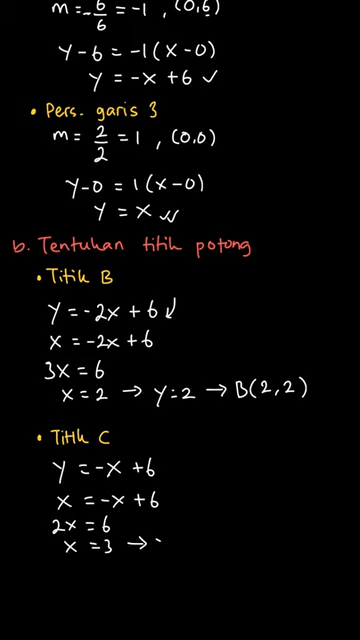 m = -6/6 = -1 , (0,6)
y-6 = -1(x-0)
y = -x +6 ✓
• Pers. garis 3
m = 2/2 = 1 , (0,0)
y-0 = 1(x-0)
y = x
b. Tentukan titik potong
• Titik B
y = -2x +6
x = -2x +6
3x = 6
x = 2 → y = 2 → B(2,2)
• Titik C
y = -x +6
x = -x +6
2x = 6
x = 3 →